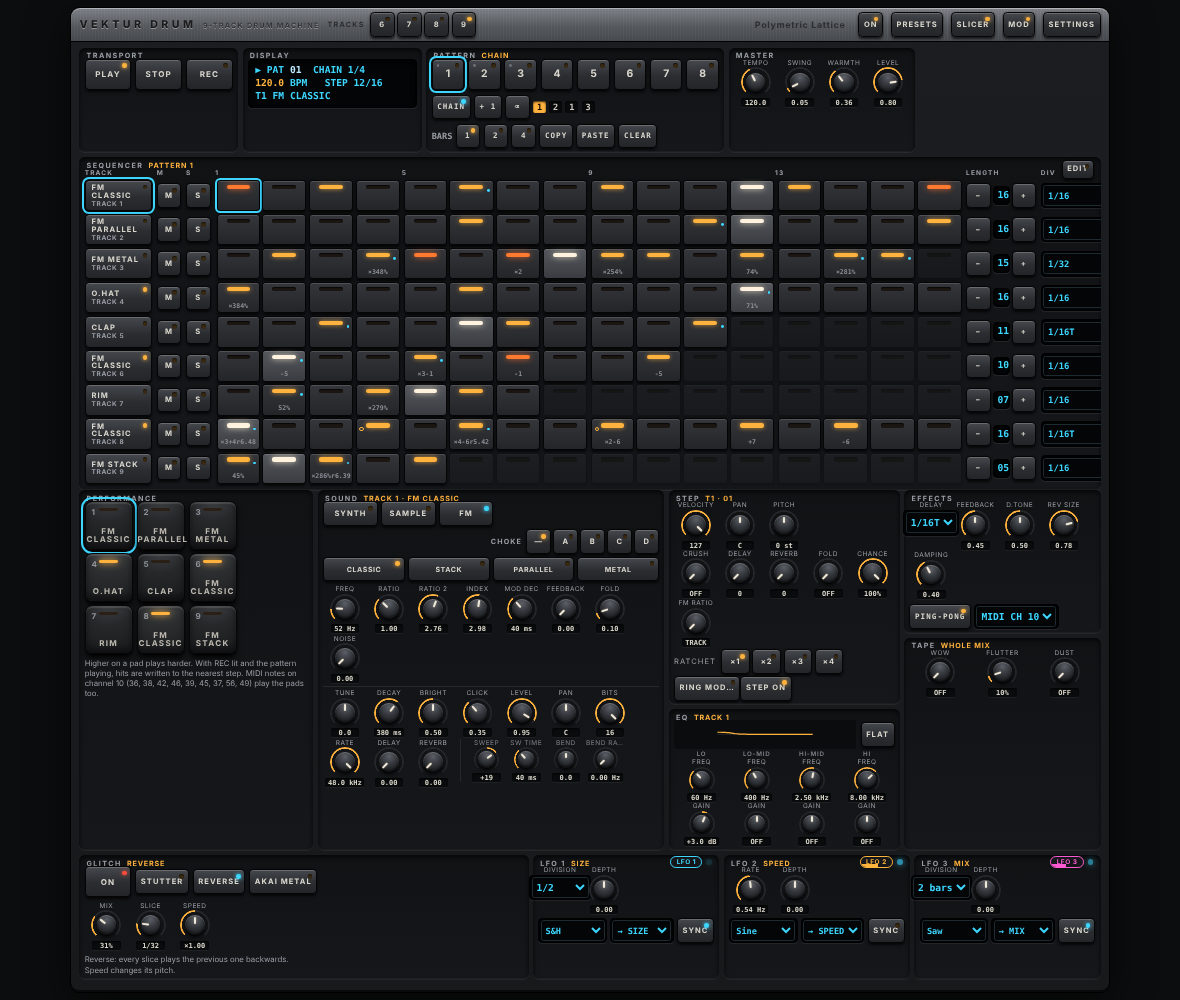 VEKTUR DRUM 9-TRACK DRUM MACHINE TRACKS 6 7 8 9 Polymetric Lattice ON PRESETS SLICER MOD SETTINGS
TRANSPORT
PLAY STOP REC
DISPLAY
▶ PAT 01 CHAIN 1/4
120.0 BPM STEP 12/16
T1 FM CLASSIC
PATTERN CHAIN
1 2 3 4 5 6 7 8
CHAIN + 1 ∞ 1 2 1 3
BARS 1 2 4 COPY PASTE CLEAR
MASTER
TEMPO SWING WARMTH LEVEL
120.0 0.05 0.36 0.80
SEQUENCER PATTERN 1
TRACK M S 1 5 9 13 LENGTH DIV EDIT
FM CLASSIC TRACK 1 M S − 16 + 1/16
FM PARALLEL TRACK 2 M S − 16 + 1/16
FM METAL TRACK 3 M S ×348% ×2 ×254% 74% ×281% − 15 + 1/32
O.HAT TRACK 4 M S ×384% 71% − 16 + 1/16
CLAP TRACK 5 M S − 11 + 1/16T
FM CLASSIC TRACK 6 M S -5 ×3-1 -1 -5 − 10 + 1/16
RIM TRACK 7 M S 52% ×279% − 07 + 1/16
FM CLASSIC TRACK 8 M S ×3+4r6.48 ×4-6r5.42 ×2-6 +7 -6 − 16 + 1/16T
FM STACK TRACK 9 M S 45% ×286%r6.39 − 05 + 1/16
PERFORMANCE
1 FM CLASSIC 2 FM PARALLEL 3 FM METAL
4 O.HAT 5 CLAP 6 FM CLASSIC
7 RIM 8 FM CLASSIC 9 FM STACK
Higher on a pad plays harder. With REC lit and the pattern
playing, hits are written to the nearest step. MIDI notes on
channel 10 (36, 38, 42, 46, 39, 45, 37, 56, 49) play the pads
too.
SOUND TRACK 1 · FM CLASSIC
SYNTH SAMPLE FM
CHOKE — A B C D
CLASSIC STACK PARALLEL METAL
FREQ RATIO RATIO 2 INDEX MOD DEC FEEDBACK FOLD
52 Hz 1.00 2.76 2.98 40 ms 0.00 0.10
NOISE
0.00
TUNE DECAY BRIGHT CLICK LEVEL PAN BITS
0.0 380 ms 0.50 0.35 0.95 C 16
RATE DELAY REVERB SWEEP SW TIME BEND BEND RA...
48.0 kHz 0.00 0.00 +19 40 ms 0.0 0.00 Hz
STEP T1 · 01
VELOCITY PAN PITCH
127 C 0 st
CRUSH DELAY REVERB FOLD CHANCE
OFF 0 0 OFF 100%
FM RATIO
TRACK
RATCHET ×1 ×2 ×3 ×4
RING MOD... STEP ON
EQ TRACK 1
FLAT
LO FREQ LO-MID FREQ HI-MID FREQ HI FREQ
60 Hz 400 Hz 2.50 kHz 8.00 kHz
GAIN GAIN GAIN GAIN
+3.0 dB OFF OFF OFF
EFFECTS
DELAY FEEDBACK D.TONE REV SIZE
1/16T 0.45 0.50 0.78
DAMPING
0.40
PING-PONG MIDI CH 10
TAPE WHOLE MIX
WOW FLUTTER DUST
OFF 10% OFF
GLITCH REVERSE
ON STUTTER REVERSE AKAI METAL
MIX SLICE SPEED
31% 1/32 ×1.00
Reverse: every slice plays the previous one backwards.
Speed changes its pitch.
LFO 1 SIZE LFO 1
DIVISION DEPTH
1/2 0.00
S&H → SIZE SYNC
LFO 2 SPEED LFO 2
RATE DEPTH
0.54 Hz 0.00
Sine → SPEED SYNC
LFO 3 MIX LFO 3
DIVISION DEPTH
2 bars 0.00
Saw → MIX SYNC